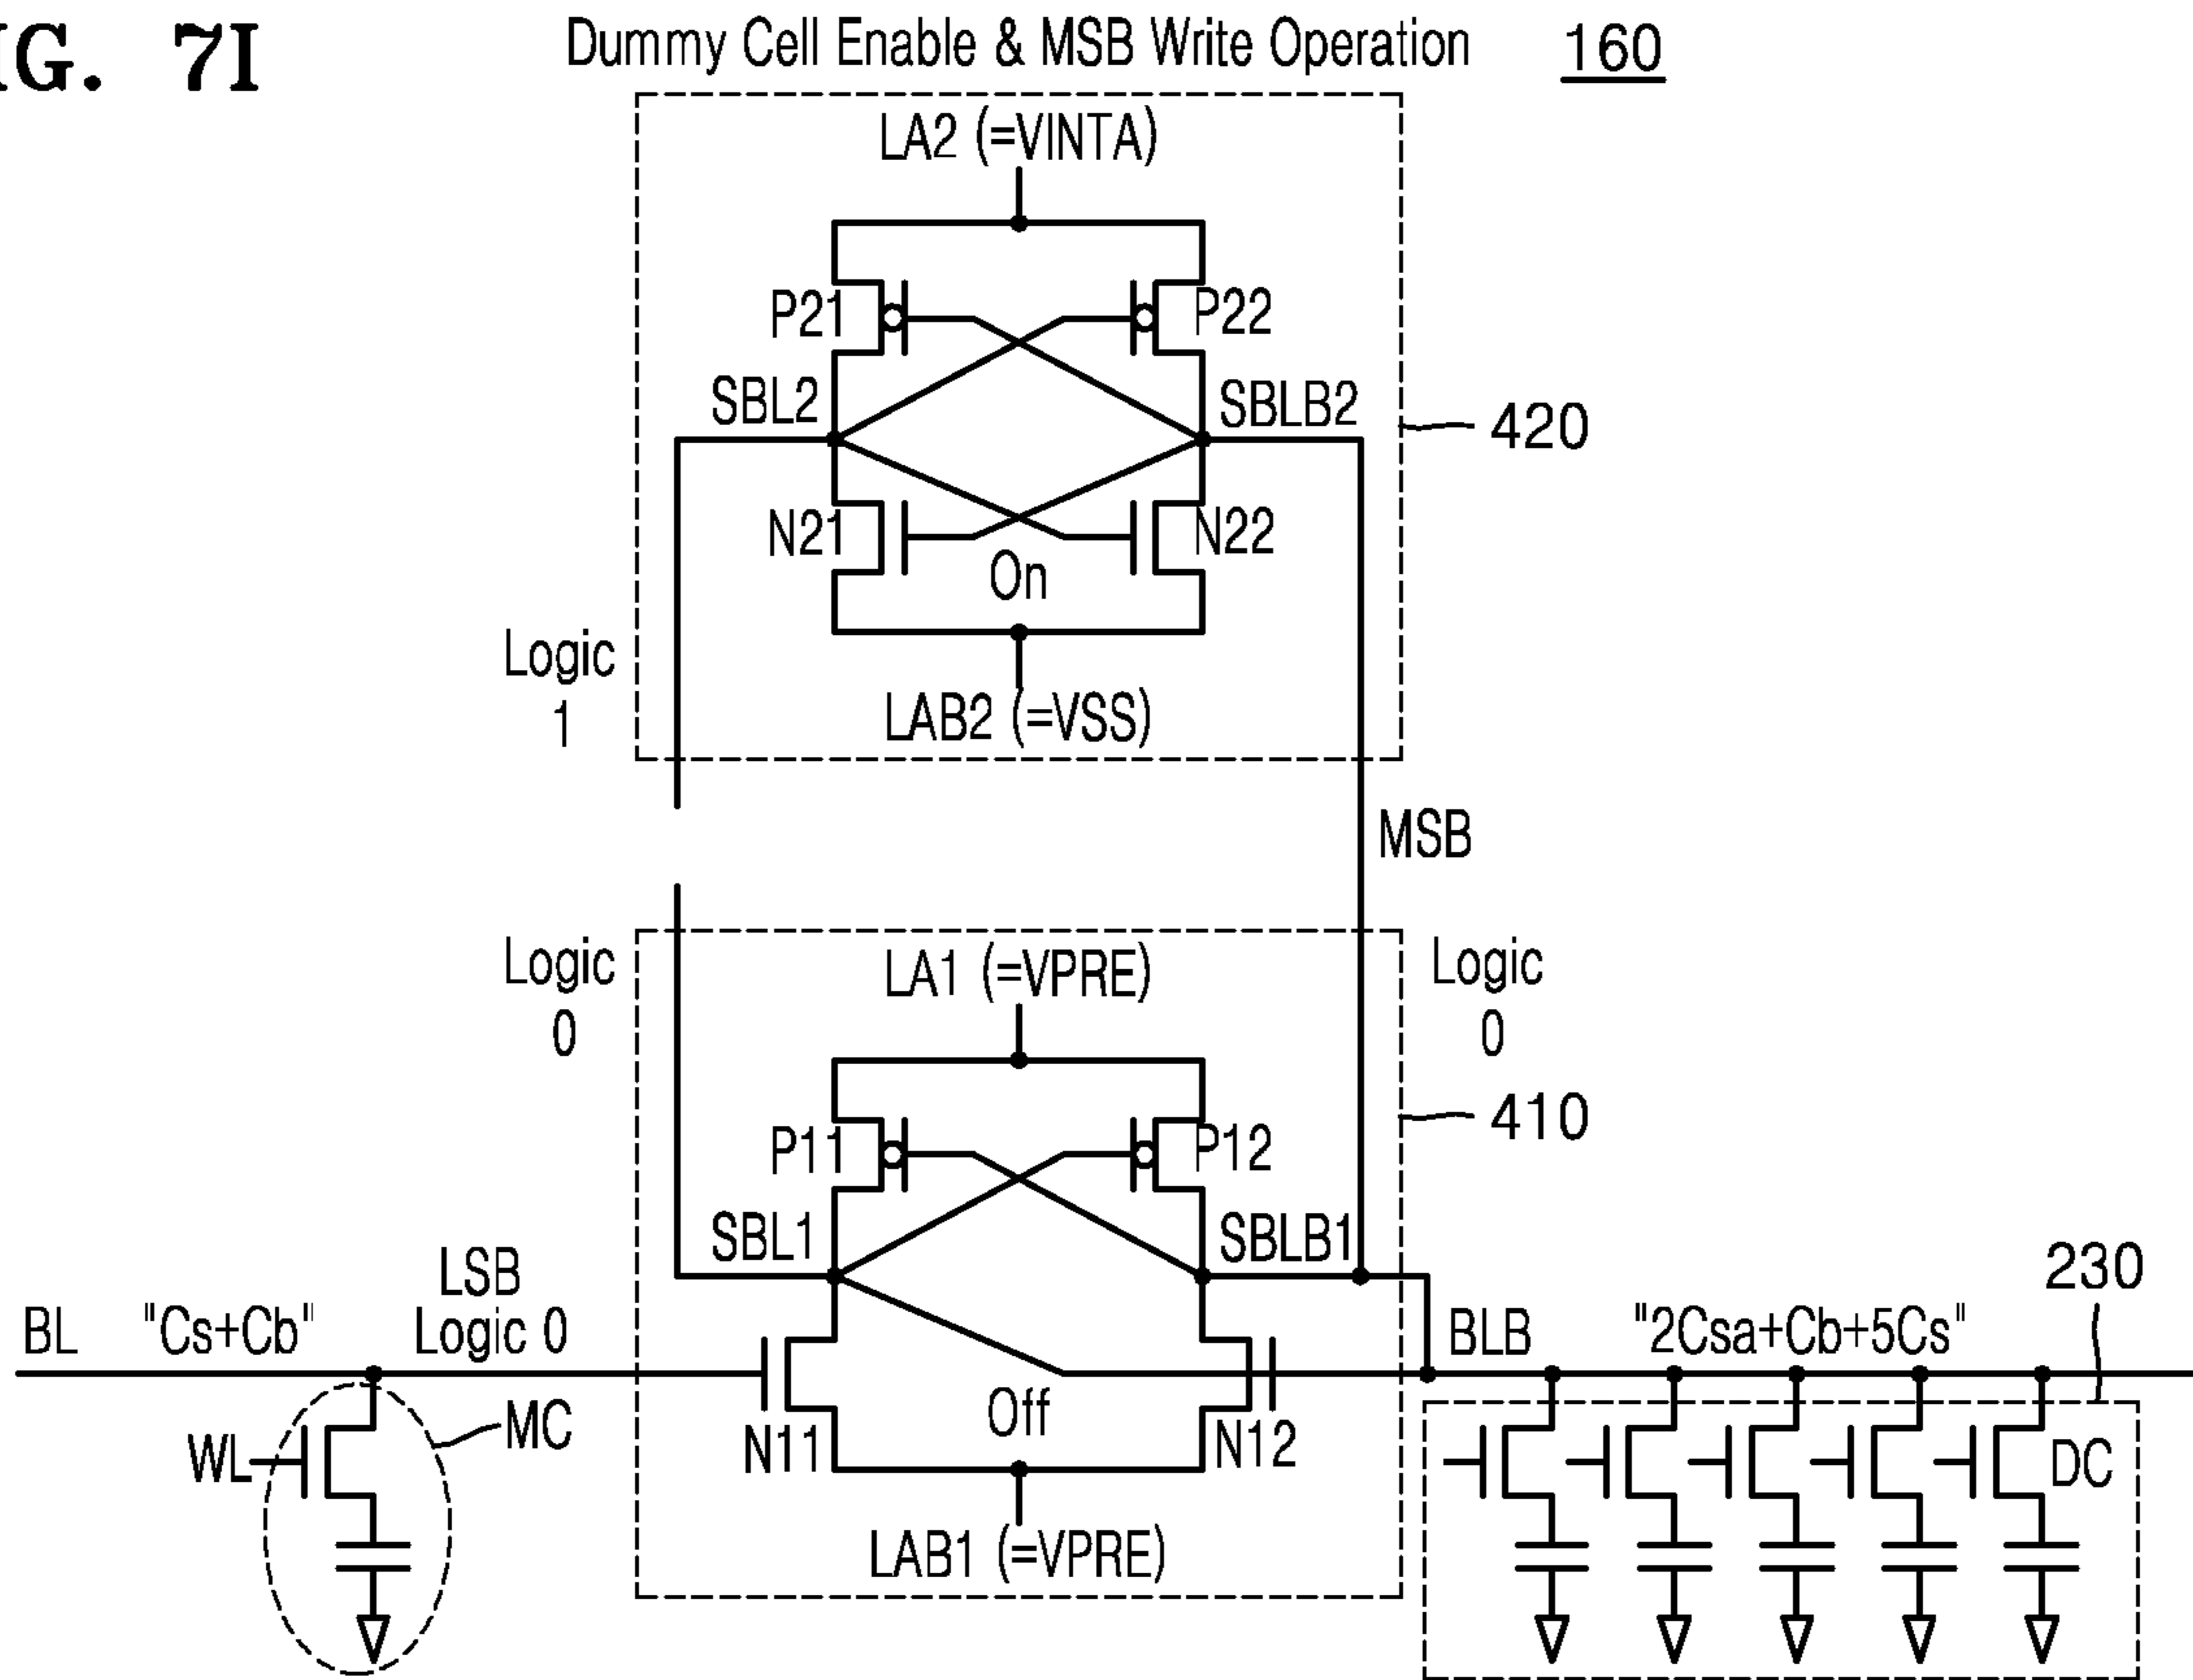 IG. 7I
Dummy Cell Enable & MSB Write Operation
160
LA2 (=VINTA)
P21
P22
SBL2
SBLB2
420
N21
N22
On
Logic
1
LAB2 (=VSS)
MSB
Logic
0
LA1 (=VPRE)
Logic
0
410
P11
P12
SBL1
SBLB1
230
LSB
BL
"Cs+Cb"
Logic 0
BLB
"2Csa+Cb+5Cs"
MC
WL
Off
N11
N12
DC
LAB1 (=VPRE)